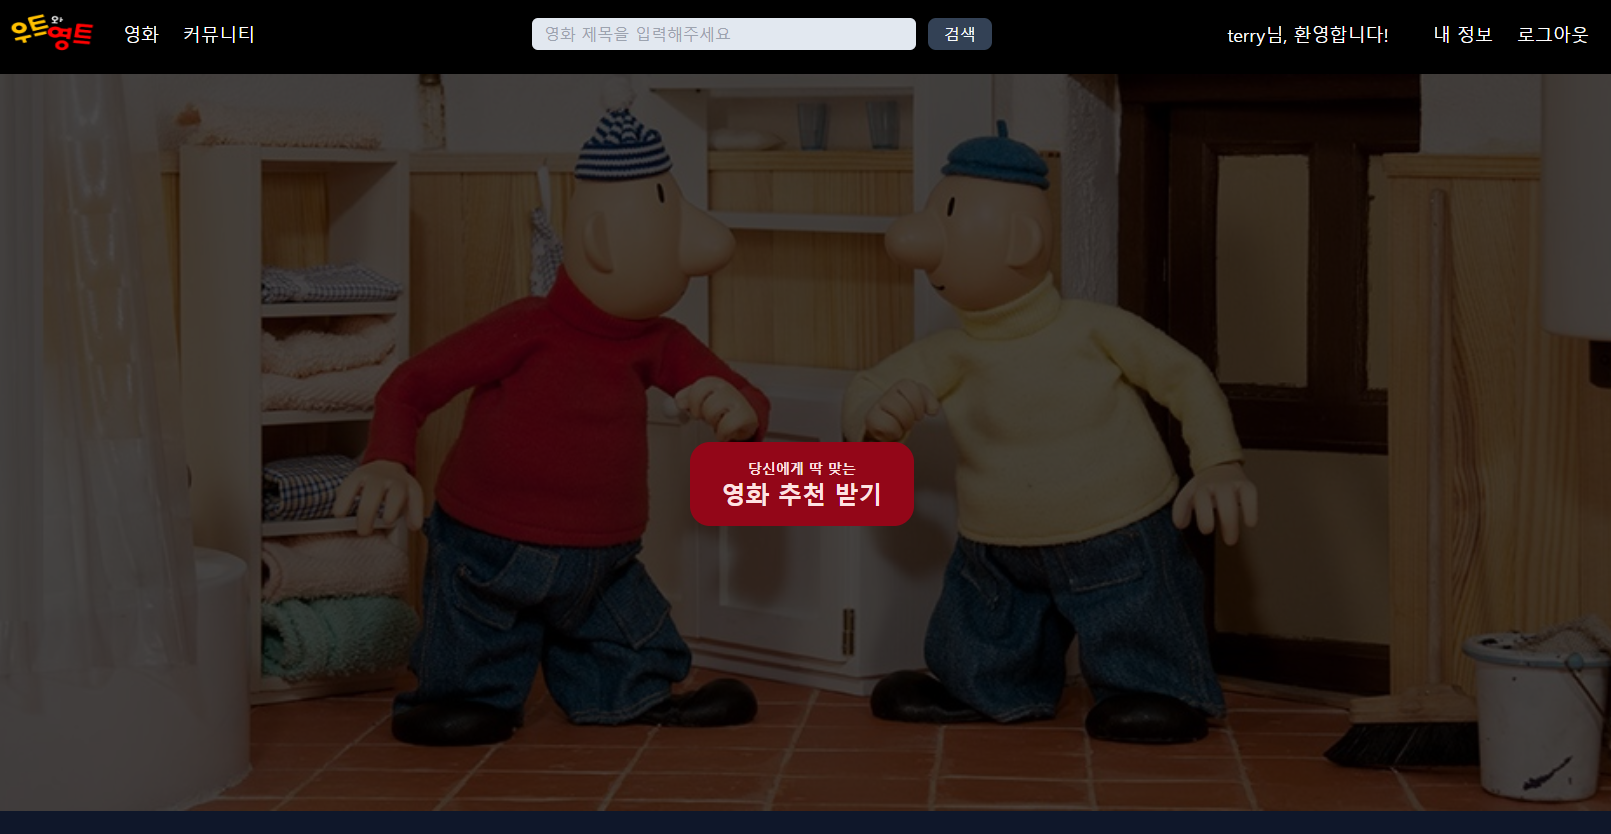 우트와영트
영화
커뮤니티
영화 제목을 입력해주세요
검색
terry님, 환영합니다!
내 정보
로그아웃
당신에게 딱 맞는
영화 추천 받기